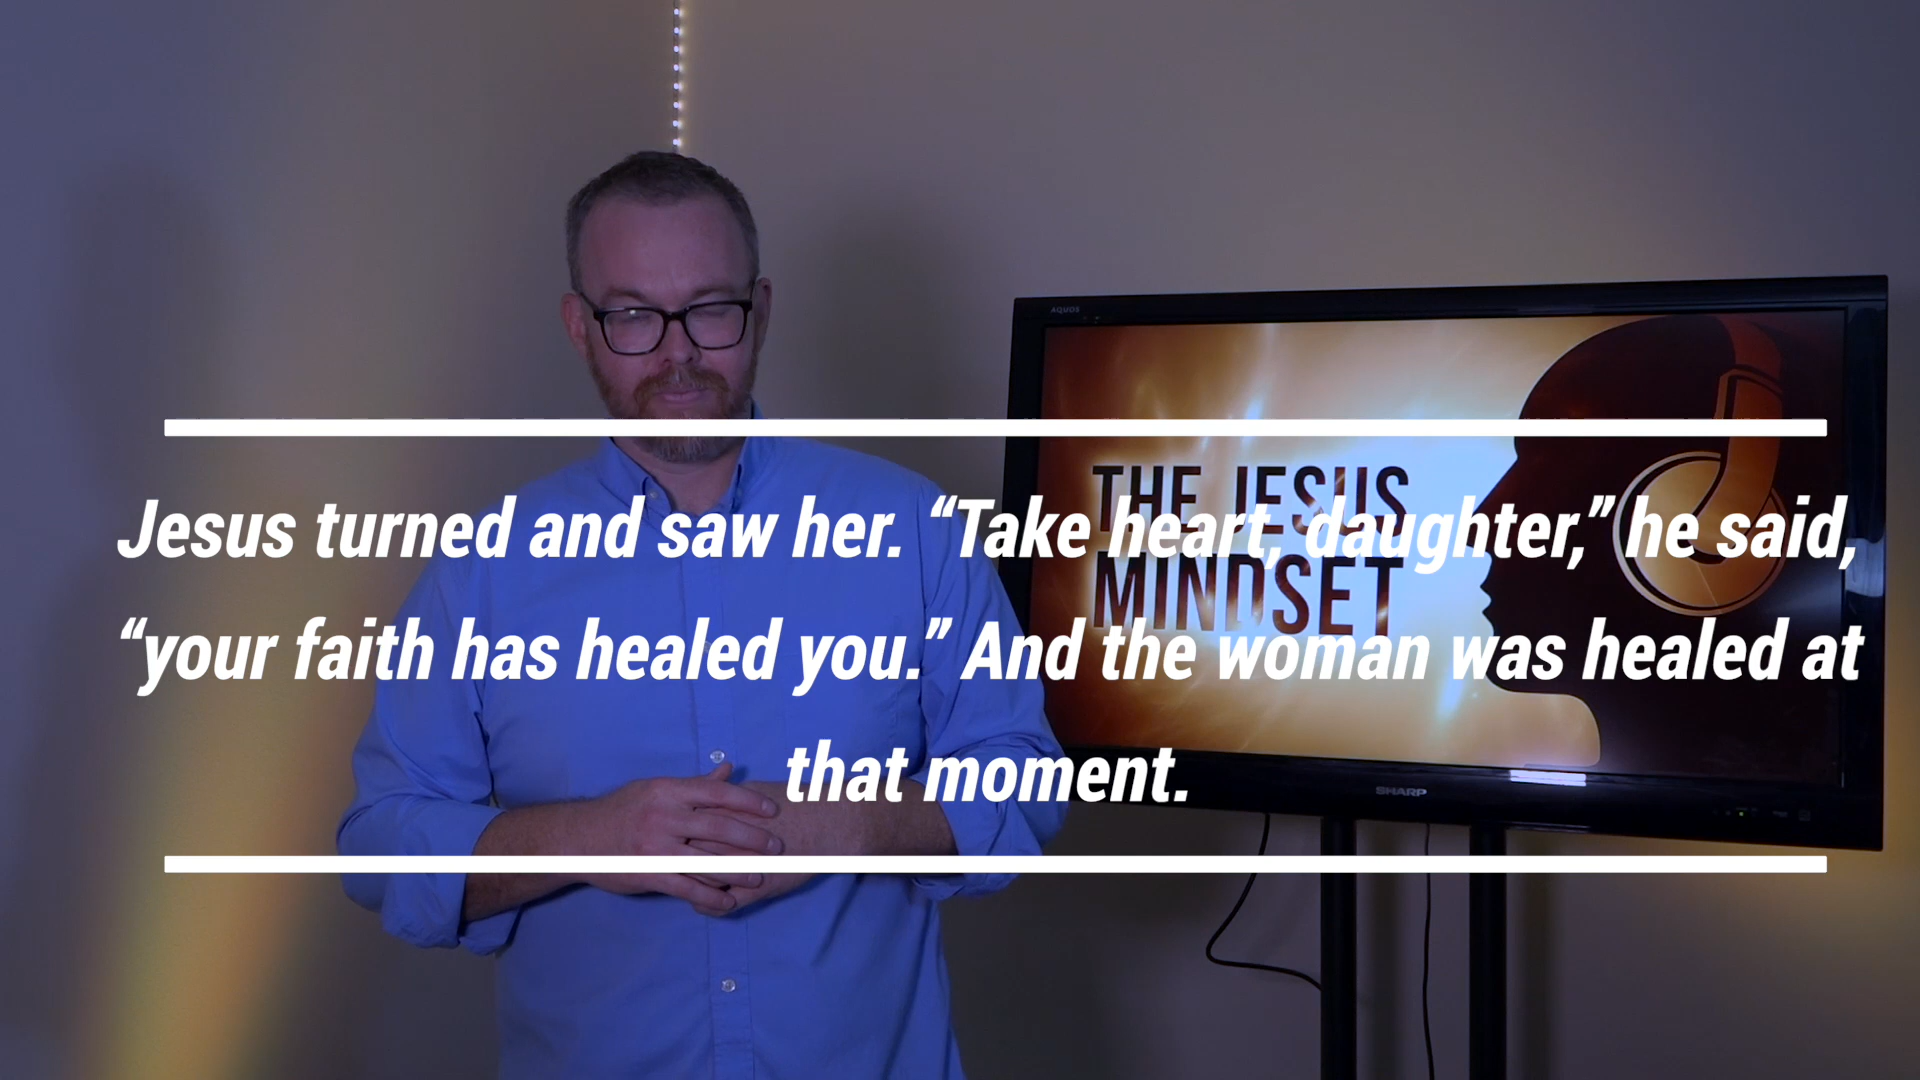 AQUOS
THE JESUS
MINDSET
Jesus turned and saw her. “Take heart, daughter,” he said,
“your faith has healed you.” And the woman was healed at
that moment.
SHARP